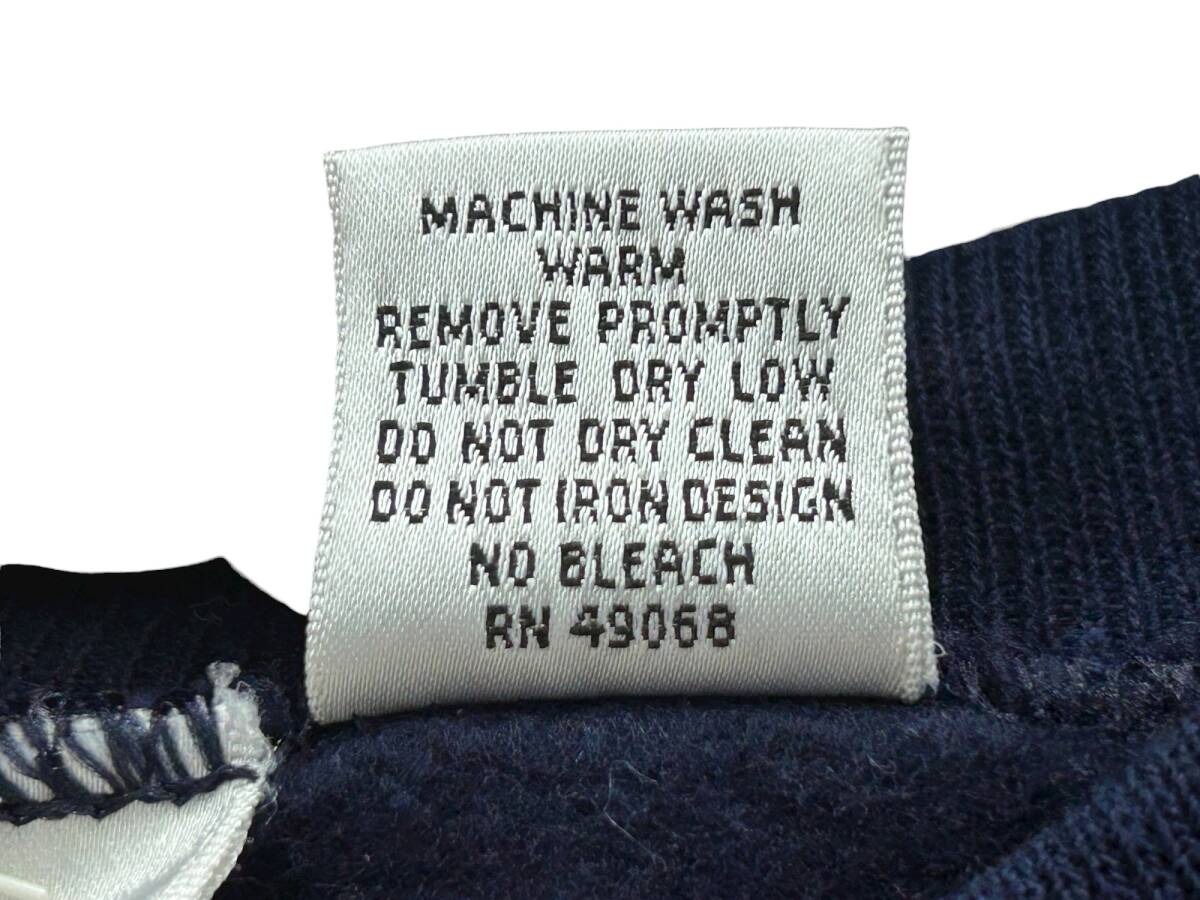 MACHINE WASH
WARM
REMOVE PROMPTLY
TUMBLE DRY LOW
DO NOT DRY CLEAN
DO NOT IRON DESIGN
NO BLEACH
RN 49068